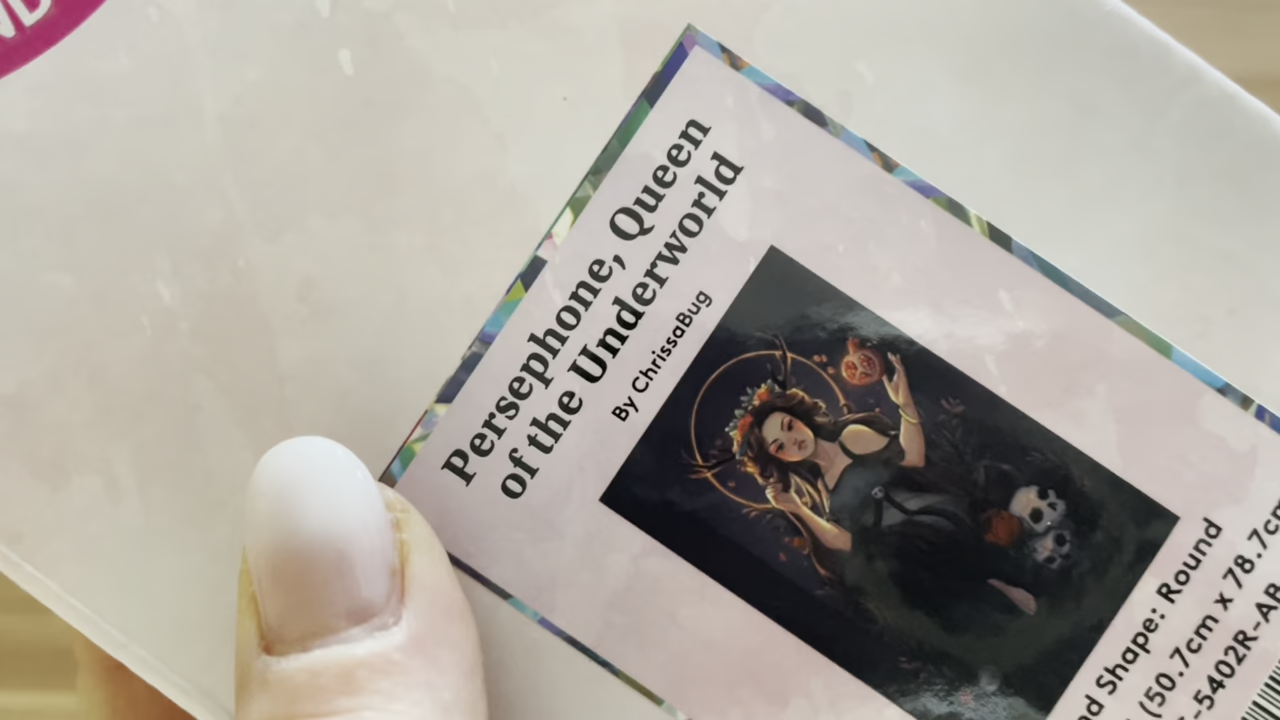 Persephone, Queen
of the Underworld
By ChrissaBug
Shape: Round
(50.7cm x 78.7cm
-5402R-AB